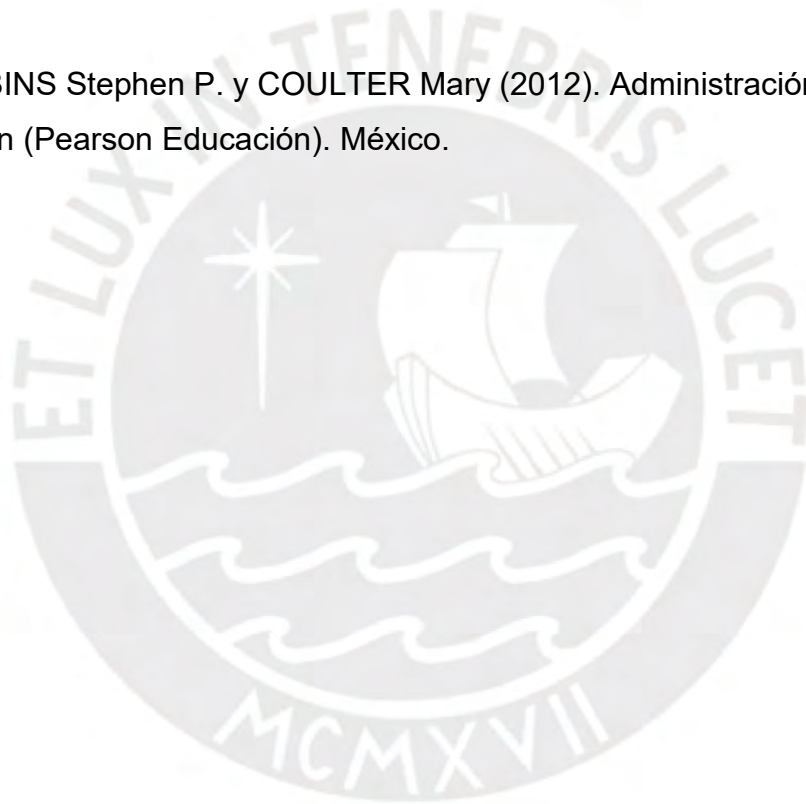 BINS Stephen P. y COULTER Mary (2012). Administración
n (Pearson Educación). México.
ET LUX IN TENEBRIS LUCET
MCMXVII